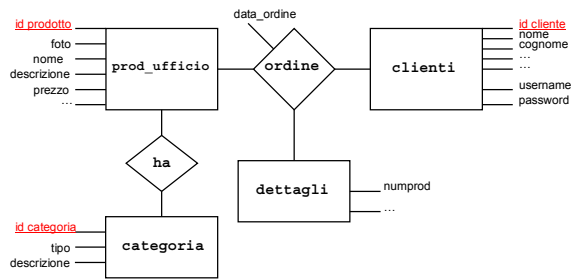 data_ordine
id prodotto
foto
nome
descrizione
prezzo
...
prod_ufficio
ordine
clienti
id cliente
nome
cognome
...
...
username
password
ha
dettagli
numprod
...
id categoria
tipo
descrizione
categoria